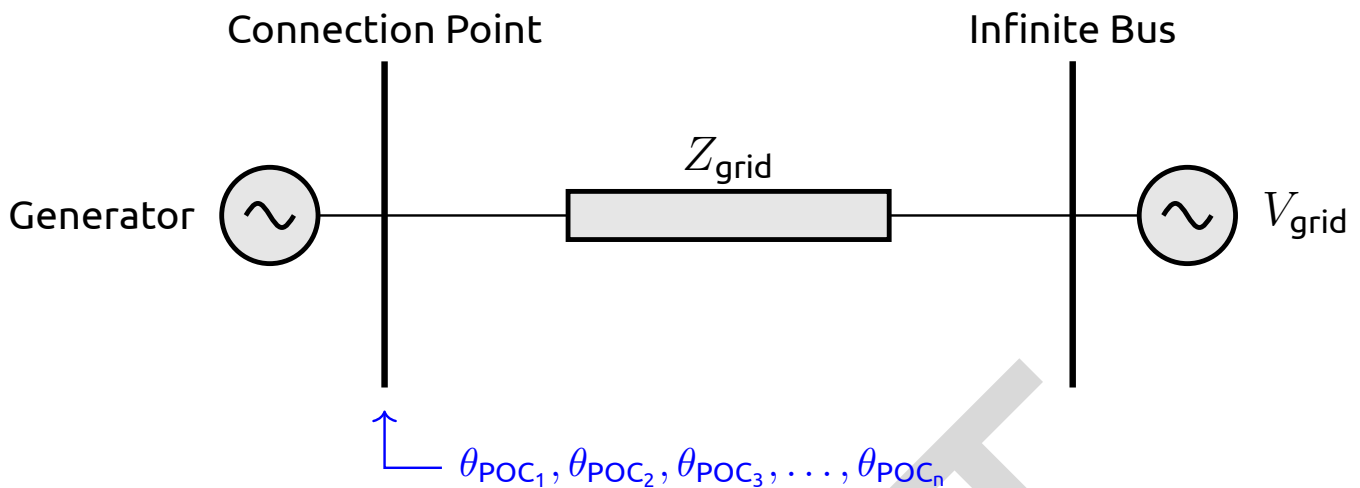 Connection Point
Infinite Bus
Z_grid
Generator
V_grid
θ_POC₁, θ_POC₂, θ_POC₃, . . . , θ_POCₙ